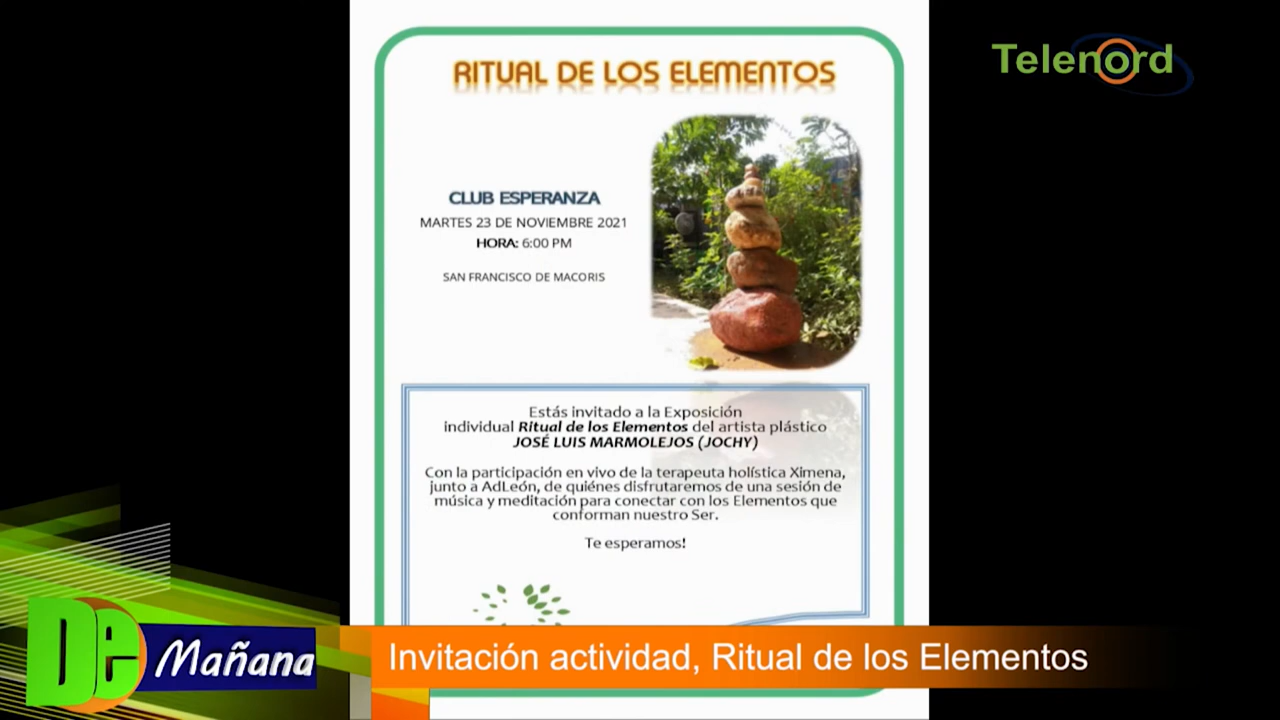 Telenord
RITUAL DE LOS ELEMENTOS
CLUB ESPERANZA
MARTES 23 DE NOVIEMBRE 2021
HORA: 6:00 PM
SAN FRANCISCO DE MACORIS
Estás invitado a la Exposición
individual Ritual de los Elementos del artista plástico
JOSÉ LUIS MARMOLEJOS (JOCHY)
Con la participación en vivo de la terapeuta holística Ximena,
junto a AdLeón, de quiénes disfrutaremos de una sesión de
música y meditación para conectar con los Elementos que
conforman nuestro Ser.
Te esperamos!
De Mañana
Invitación actividad, Ritual de los Elementos